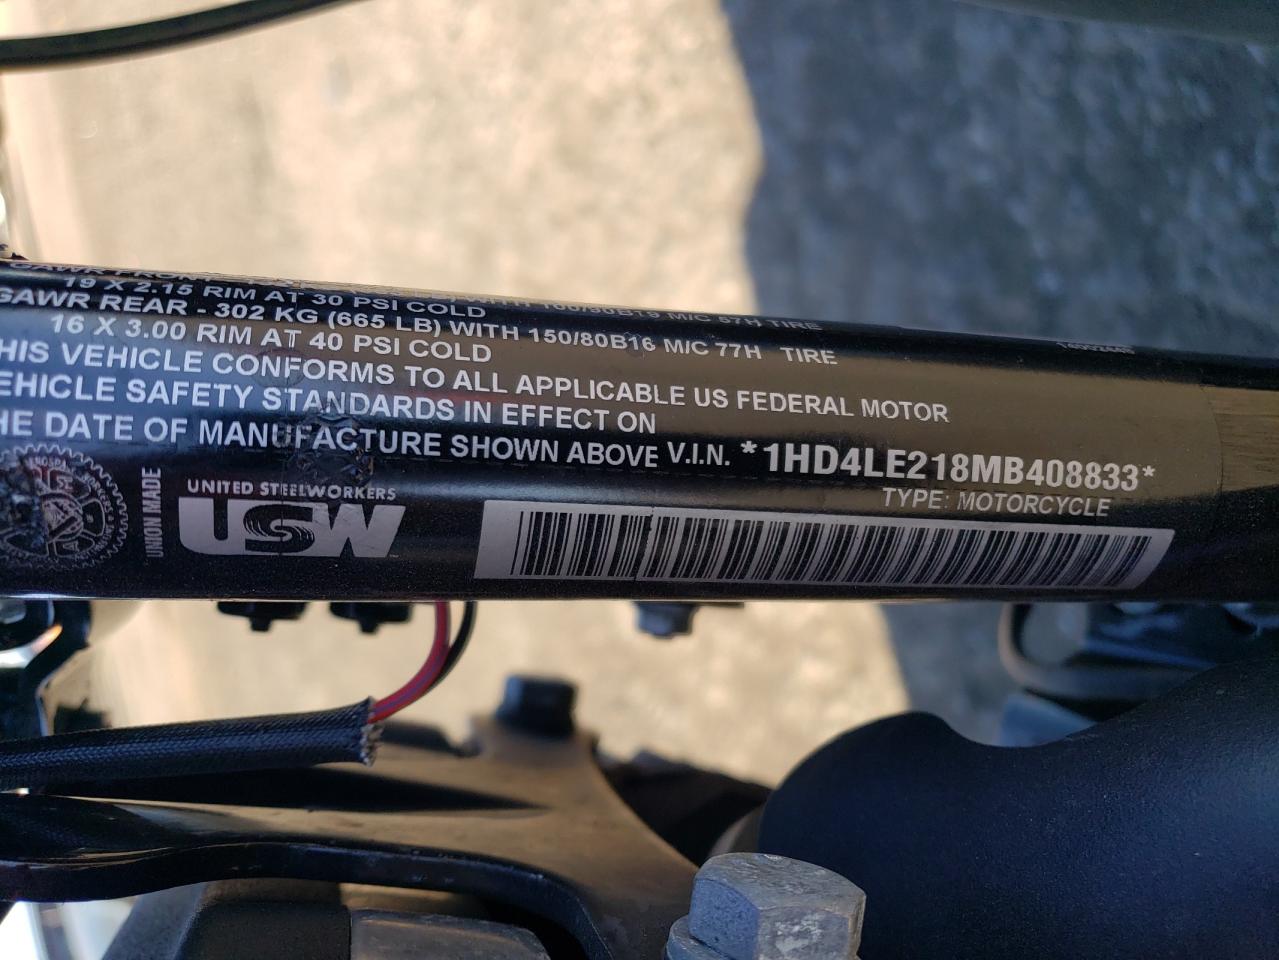 19 X 2.15 RIM AT 30 PSI COLD
GAWR REAR - 302 KG (665 LB) WITH 150/80B16 M/C 77H TIRE
16 X 3.00 RIM AT 40 PSI COLD
HIS VEHICLE CONFORMS TO ALL APPLICABLE US FEDERAL MOTOR
EHICLE SAFETY STANDARDS IN EFFECT ON
HE DATE OF MANUFACTURE SHOWN ABOVE V.I.N. *1HD4LE218MB408833*
TYPE: MOTORCYCLE
UNION MADE
UNITED STEELWORKERS
USW